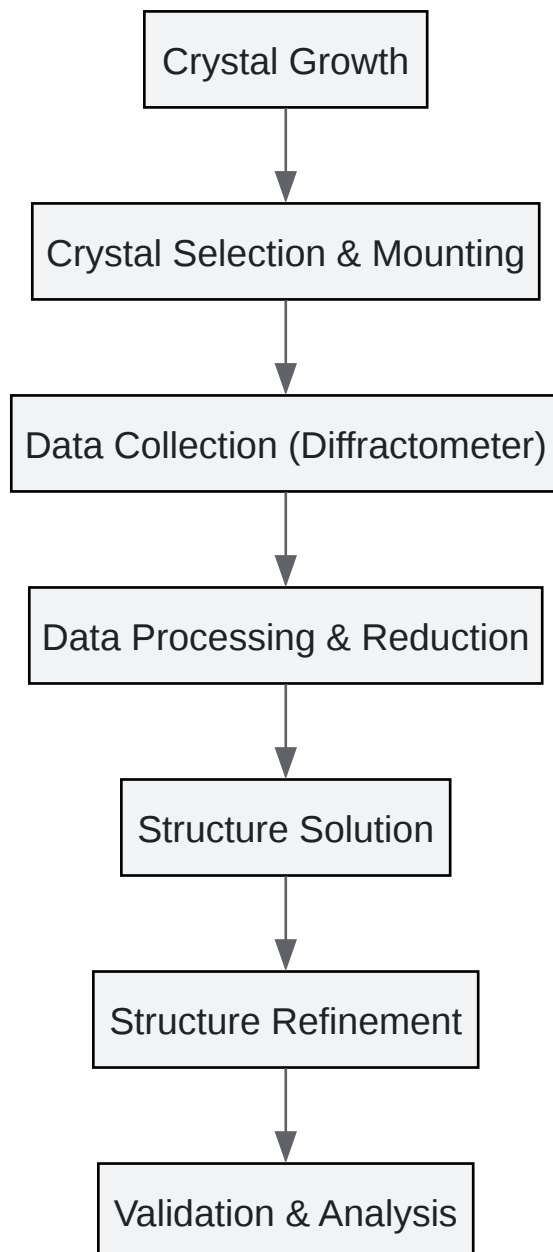 Crystal Growth
Crystal Selection & Mounting
Data Collection (Diffractometer)
Data Processing & Reduction
Structure Solution
Structure Refinement
Validation & Analysis